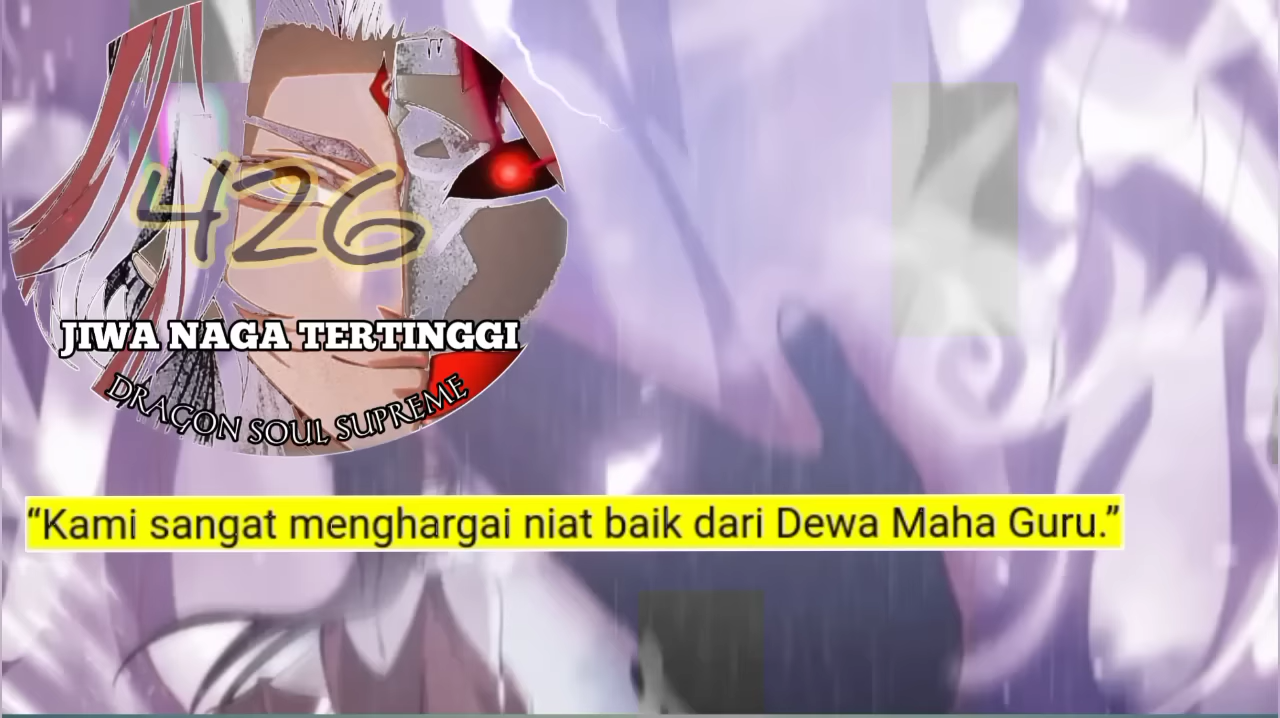 426
JIWA NAGA TERTINGGI
DRAGON SOUL SUPREME
“Kami sangat menghargai niat baik dari Dewa Maha Guru.”